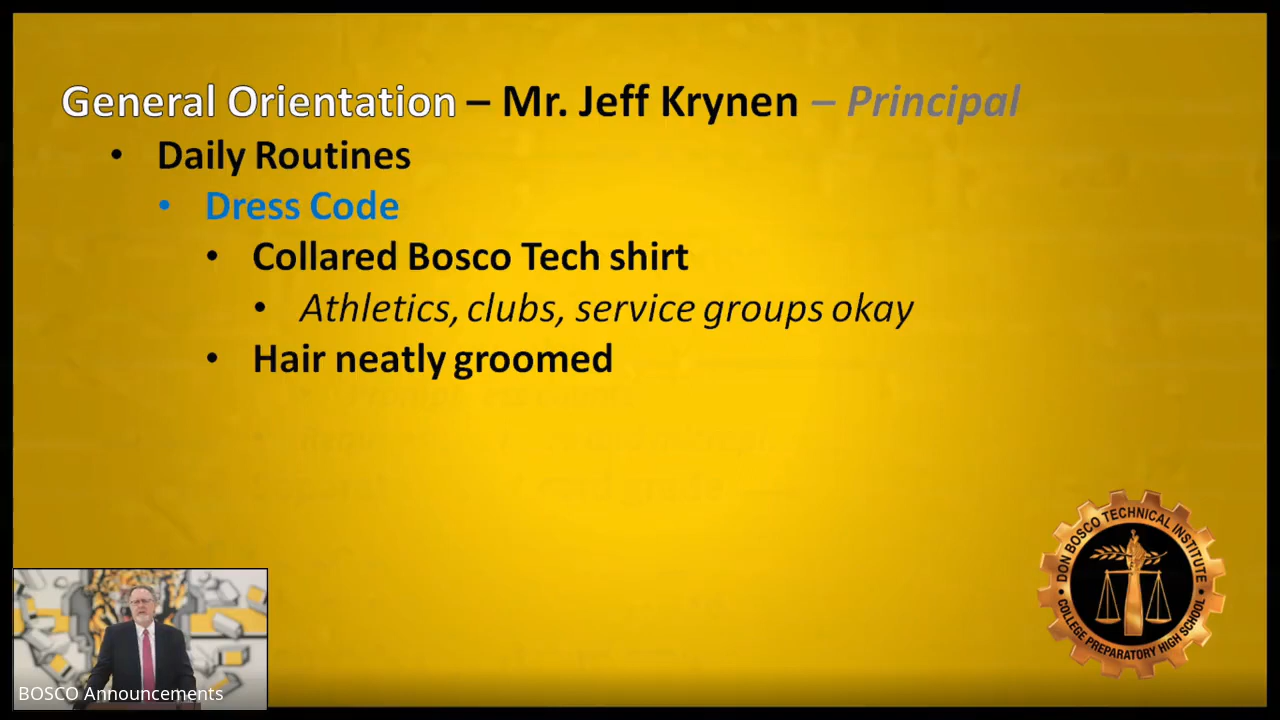 General Orientation – Mr. Jeff Krynen – Principal
• Daily Routines
• Dress Code
• Collared Bosco Tech shirt
• Athletics, clubs, service groups okay
• Hair neatly groomed
DON BOSCO TECHNICAL INSTITUTE
COLLEGE PREPARATORY HIGH SCHOOL
BOSCO Announcements